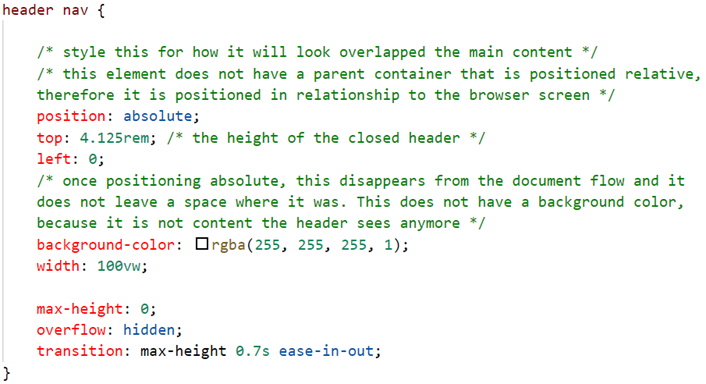 header nav {
/* style this for how it will look overlapped the main content */
/* this element does not have a parent container that is positioned relative,
therefore it is positioned in relationship to the browser screen */
position: absolute;
top: 4.125rem; /* the height of the closed header */
left: 0;
/* once positioning absolute, this disappears from the document flow and it
does not leave a space where it was. This does not have a background color,
because it is not content the header sees anymore */
background-color: rgba(255, 255, 255, 1);
width: 100vw;
max-height: 0;
overflow: hidden;
transition: max-height 0.7s ease-in-out;
}